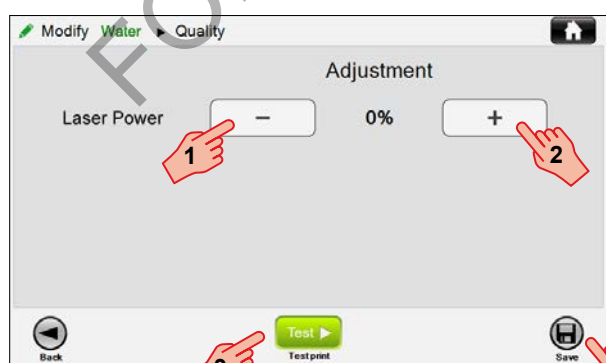 Modify Water ▸ Quality
Adjustment
Laser Power − 0% +
1
2
Test ▷
Back
Testprint
Save